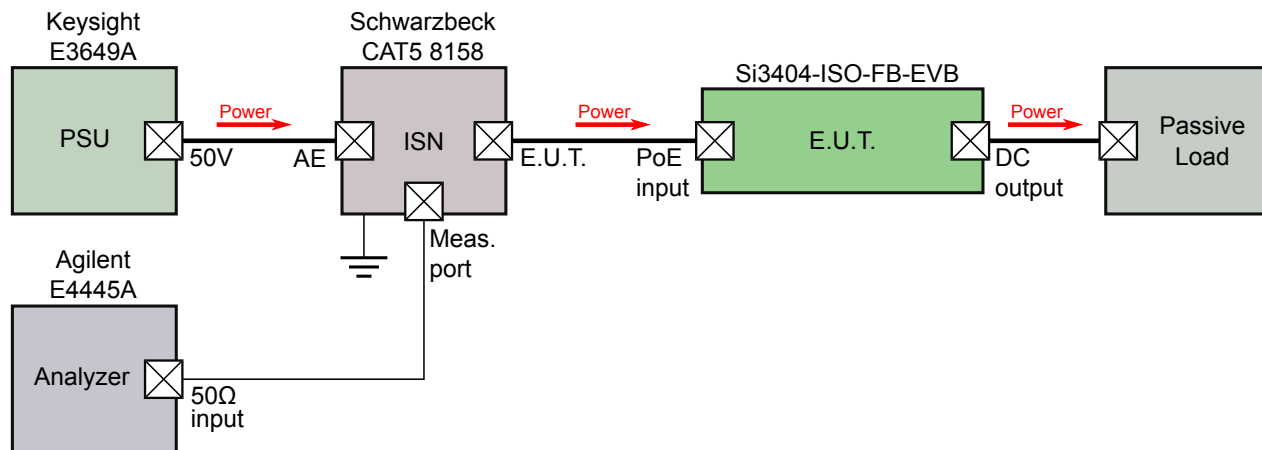 Keysight
E3649A
PSU
50V
Power
Schwarzbeck
CAT5 8158
AE
ISN
E.U.T.
Meas.
port
Power
PoE
input
Si3404-ISO-FB-EVB
E.U.T.
DC
output
Power
Passive
Load
Agilent
E4445A
Analyzer
50Ω
input